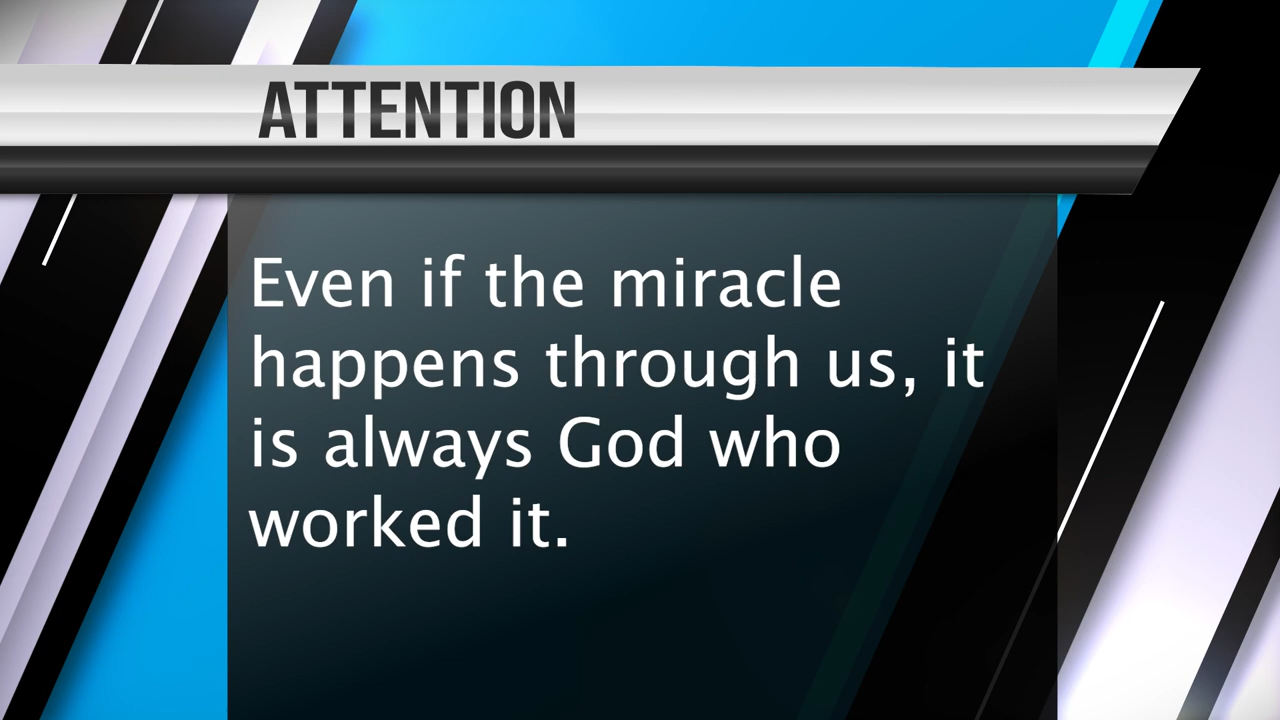 ATTENTION
Even if the miracle
happens through us, it
is always God who
worked it.